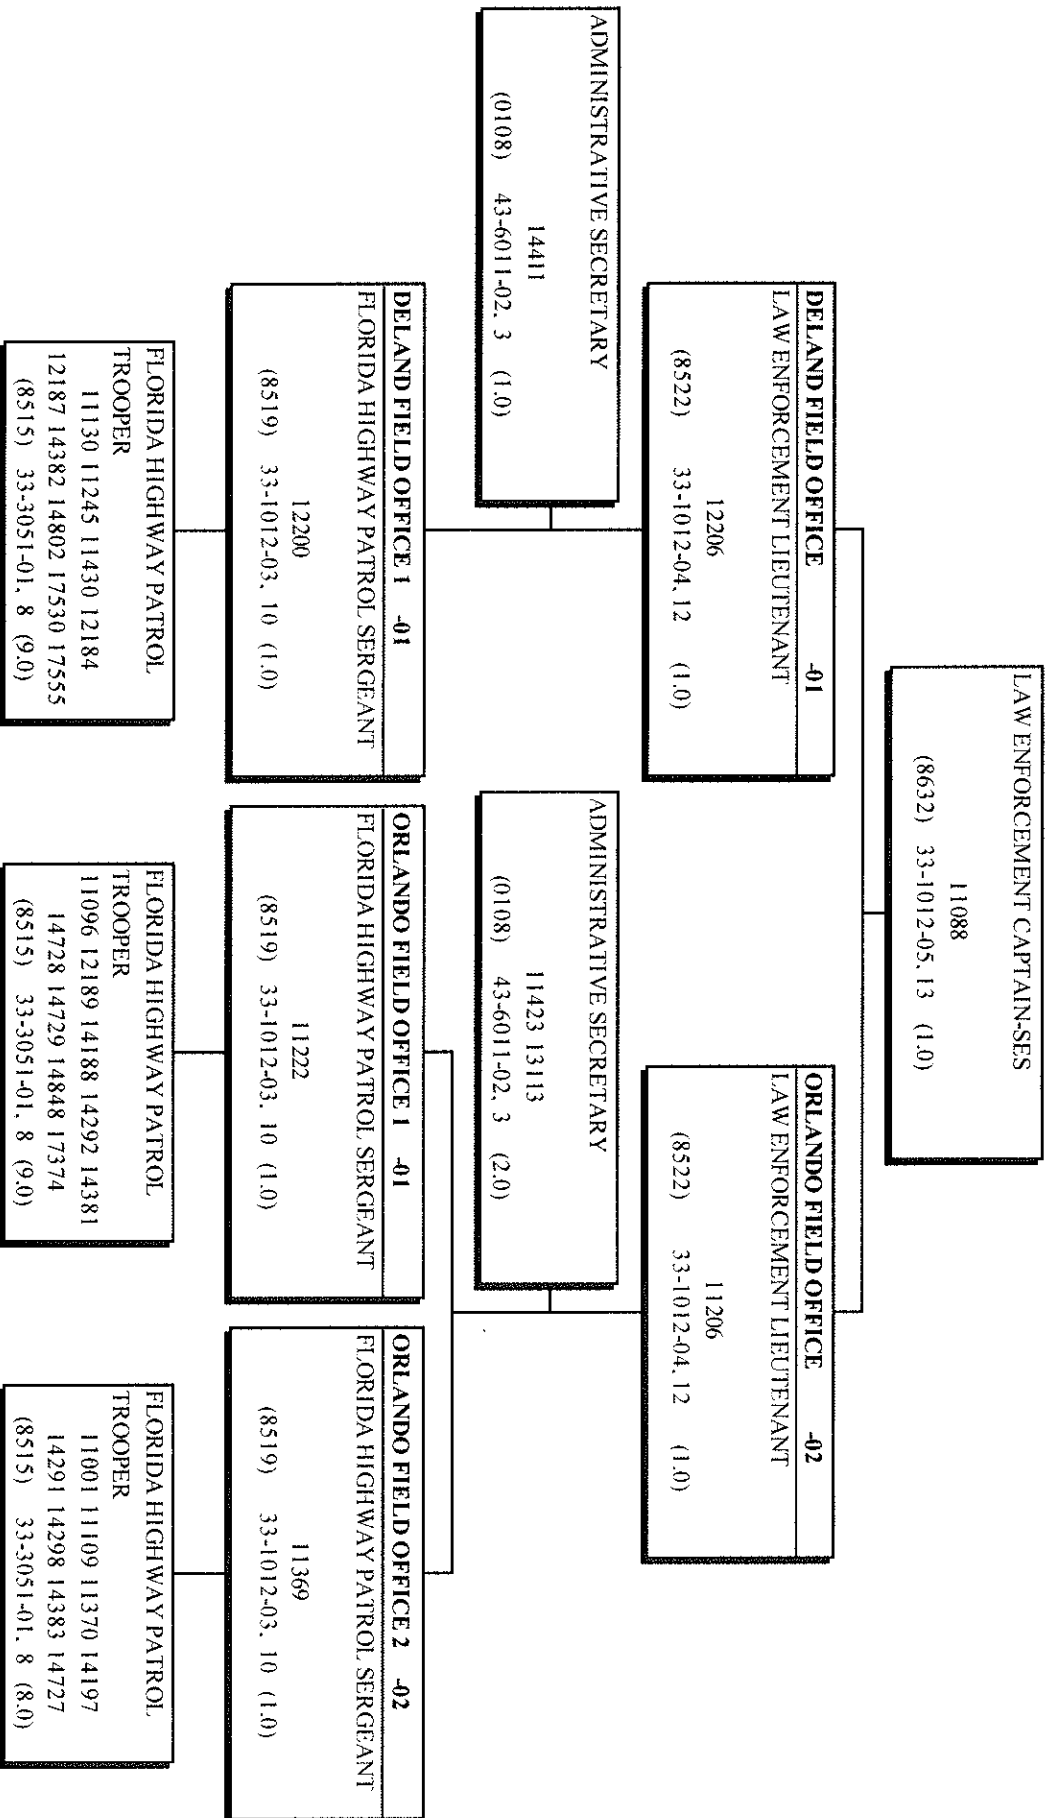 LAW ENFORCEMENT CAPTAIN-SES
11088
(8632) 33-1012-05, 13 (1.0)
DELAND FIELD OFFICE -01
LAW ENFORCEMENT LIEUTENANT
12206
(8522) 33-1012-04, 12 (1.0)
ORLANDO FIELD OFFICE -02
LAW ENFORCEMENT LIEUTENANT
11206
(8522) 33-1012-04, 12 (1.0)
ADMINISTRATIVE SECRETARY
14411
(0108) 43-6011-02, 3 (1.0)
ADMINISTRATIVE SECRETARY
11423 13113
(0108) 43-6011-02, 3 (2.0)
DELAND FIELD OFFICE 1 -01
FLORIDA HIGHWAY PATROL SERGEANT
12200
(8519) 33-1012-03, 10 (1.0)
ORLANDO FIELD OFFICE 1 -01
FLORIDA HIGHWAY PATROL SERGEANT
11222
(8519) 33-1012-03, 10 (1.0)
ORLANDO FIELD OFFICE 2 -02
FLORIDA HIGHWAY PATROL SERGEANT
11369
(8519) 33-1012-03, 10 (1.0)
FLORIDA HIGHWAY PATROL
TROOPER
11130 11245 11430 12184
12187 14382 14802 17530 17555
(8515) 33-3051-01, 8 (9.0)
FLORIDA HIGHWAY PATROL
TROOPER
11096 12189 14188 14292 14381
14728 14729 14848 17374
(8515) 33-3051-01, 8 (9.0)
FLORIDA HIGHWAY PATROL
TROOPER
11001 11109 11370 14197
14291 14298 14383 14727
(8515) 33-3051-01, 8 (8.0)